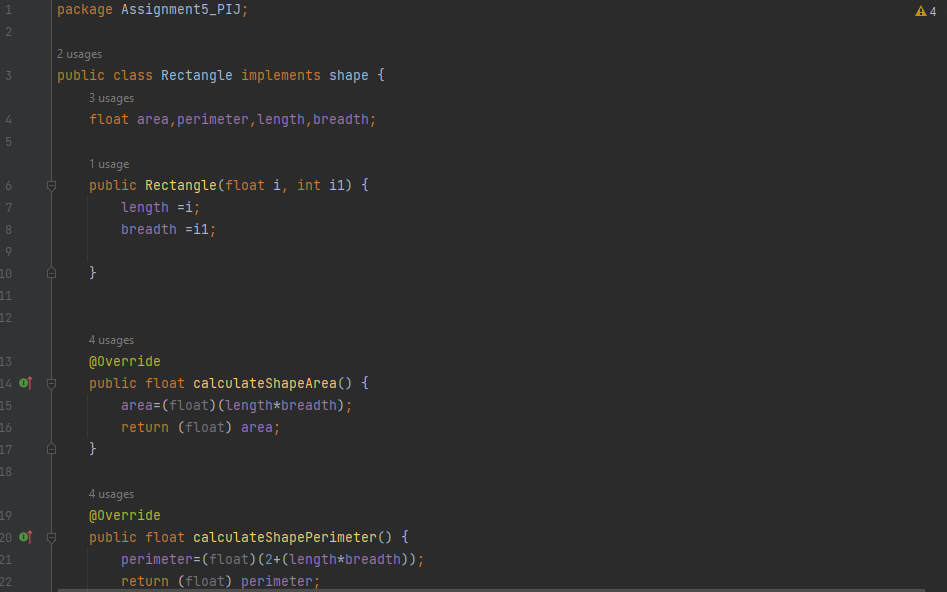 1 package Assignment5_PIJ;
4
2
2 usages
3 public class Rectangle implements shape {
3 usages
4 float area,perimeter,length,breadth;
5
1 usage
6 public Rectangle(float i, int i1) {
7 length =i;
8 breadth =i1;
9
10 }
11
12
4 usages
13 @Override
14 public float calculateShapeArea() {
15 area=(float)(length*breadth);
16 return (float) area;
17 }
18
4 usages
19 @Override
20 public float calculateShapePerimeter() {
21 perimeter=(float)(2+(length*breadth));
22 return (float) perimeter;